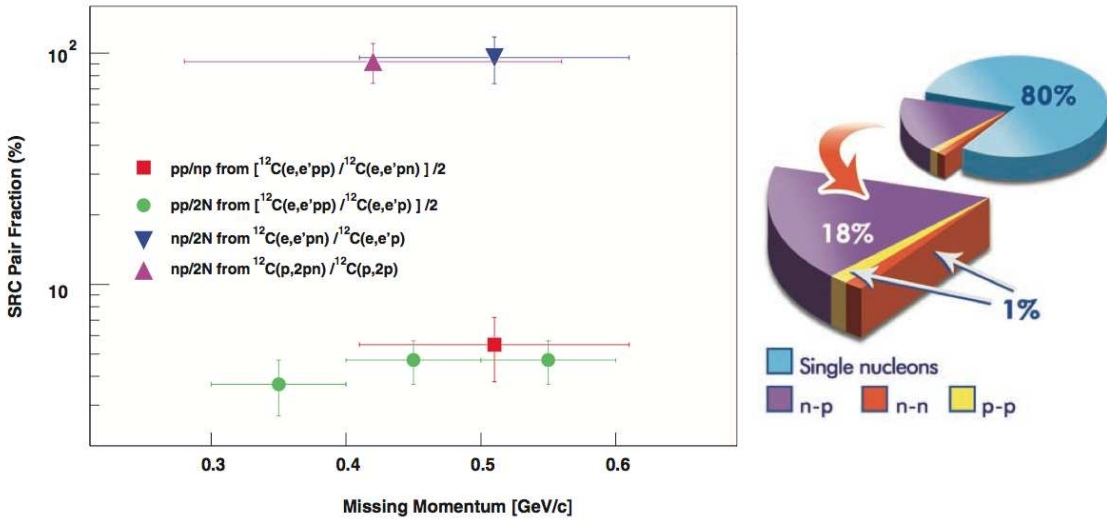 SRC Pair Fraction (%)
10²
10
pp/np from [¹²C(e,e'pp) /¹²C(e,e'pn) ] /2
pp/2N from [¹²C(e,e'pp) /¹²C(e,e'p) ] /2
np/2N from ¹²C(e,e'pn) /¹²C(e,e'p)
np/2N from ¹²C(p,2pn) /¹²C(p,2p)
0.3 0.4 0.5 0.6
Missing Momentum [GeV/c]
80%
18%
1%
Single nucleons
n-p n-n p-p